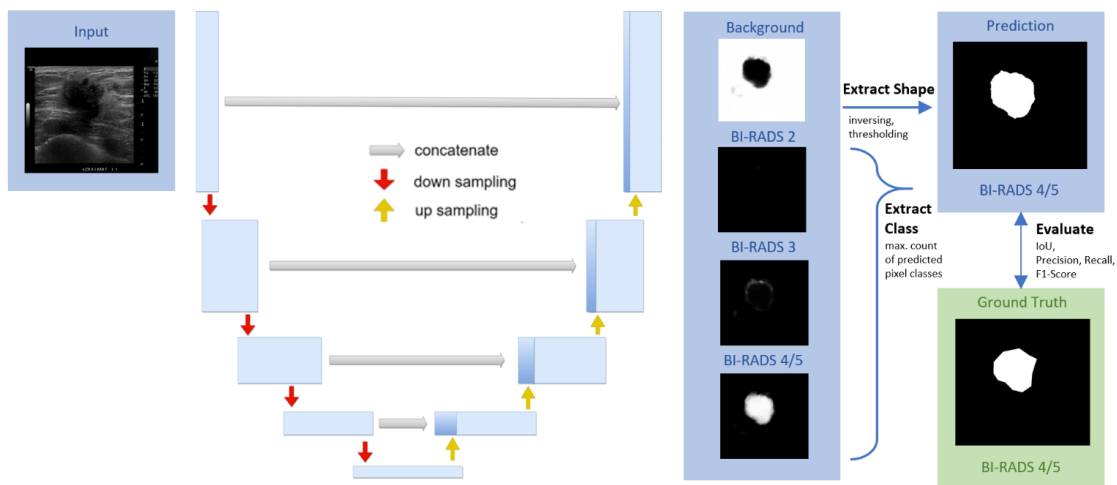 Input
concatenate
down sampling
up sampling
Background
BI-RADS 2
BI-RADS 3
BI-RADS 4/5
Extract Shape
inversing,
thresholding
Extract
Class
max. count
of predicted
pixel classes
Prediction
BI-RADS 4/5
Evaluate
IoU,
Precision, Recall,
F1-Score
Ground Truth
BI-RADS 4/5